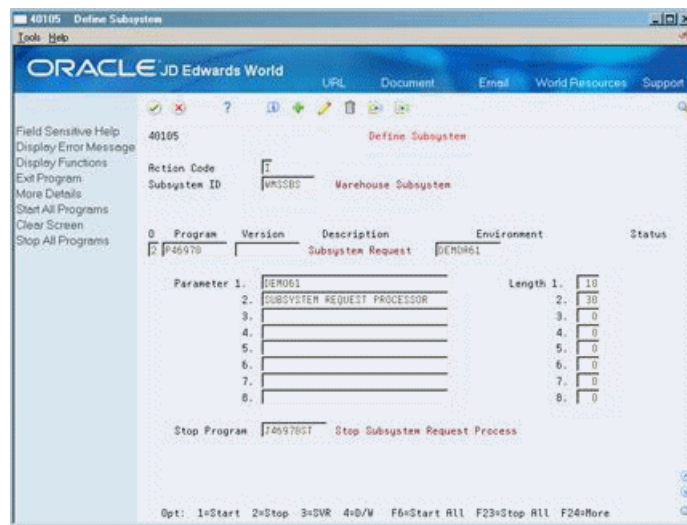 40105 Define Subsystem
Tools Help
ORACLE JD Edwards World
URL Document Email World Resources Support
?
Field Sensitive Help
Display Error Message
Display Functions
Exit Program
More Details
Start All Programs
Clear Screen
Stop All Programs
40105 Define Subsystem
Action Code I
Subsystem ID WMSSBS Warehouse Subsystem
O Program Version Description Environment Status
2 P46970 Subsystem Request
Parameter 1. DEMO61 Length 1. 10
2. SUBSYSTEM REQUEST PROCESSOR 2. 30
3. 3. 0
4. 4. 0
5. 5. 0
6. 6. 0
7. 7. 0
8. 8. 0
Stop Program J46970ST Stop Subsystem Request Process
Opt: 1=Start 2=Stop 3=SVR 4=D/W F6=Start All F23=Stop All F24=More